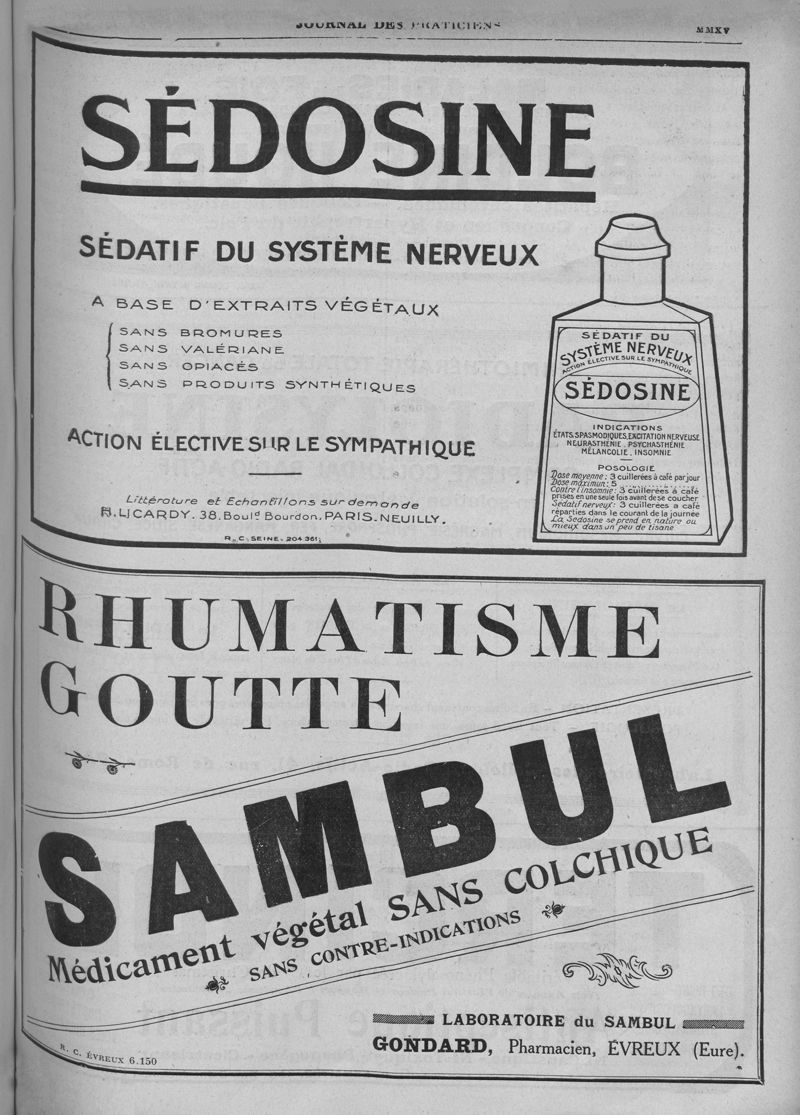 JOURNAL DES PRATICIENS
MMXV
SÉDOSINE
SÉDATIF DU SYSTÈME NERVEUX
A BASE D'EXTRAITS VÉGÉTAUX
SANS BROMURES
SANS VALÉRIANE
SANS OPIACÉS
SANS PRODUITS SYNTHÉTIQUES
ACTION ÉLECTIVE SUR LE SYMPATHIQUE
Littérature et Echantillons sur demande
H. LICARDY. 38. Boulᵈ Bourdon. PARIS-NEUILLY.
R. C. SEINE. 204 361
SÉDATIF DU
SYSTÈME NERVEUX
ACTION ÉLECTIVE SUR LE SYMPATHIQUE
SÉDOSINE
INDICATIONS
ÉTATS SPASMODIQUES, EXCITATION NERVEUSE
NEURASTHÉNIE, PSYCHASTHÉNIE
MÉLANCOLIE, INSOMNIE
POSOLOGIE
Dose moyenne : 3 cuillerées à café par jour
Dose maximum : 5
Contre l'insomnie : 3 cuillerées à café
prises en une seule fois avant de se coucher
Sédatif nerveux : 3 cuillerées à café
réparties dans le courant de la journée
La Sédosine se prend en nature ou
mieux dans un peu de tisane
RHUMATISME
GOUTTE
SAMBUL
Médicament végétal SANS COLCHIQUE
SANS CONTRE-INDICATIONS
LABORATOIRE du SAMBUL
GONDARD, Pharmacien, ÉVREUX (Eure).
R. C. ÉVREUX 6.150